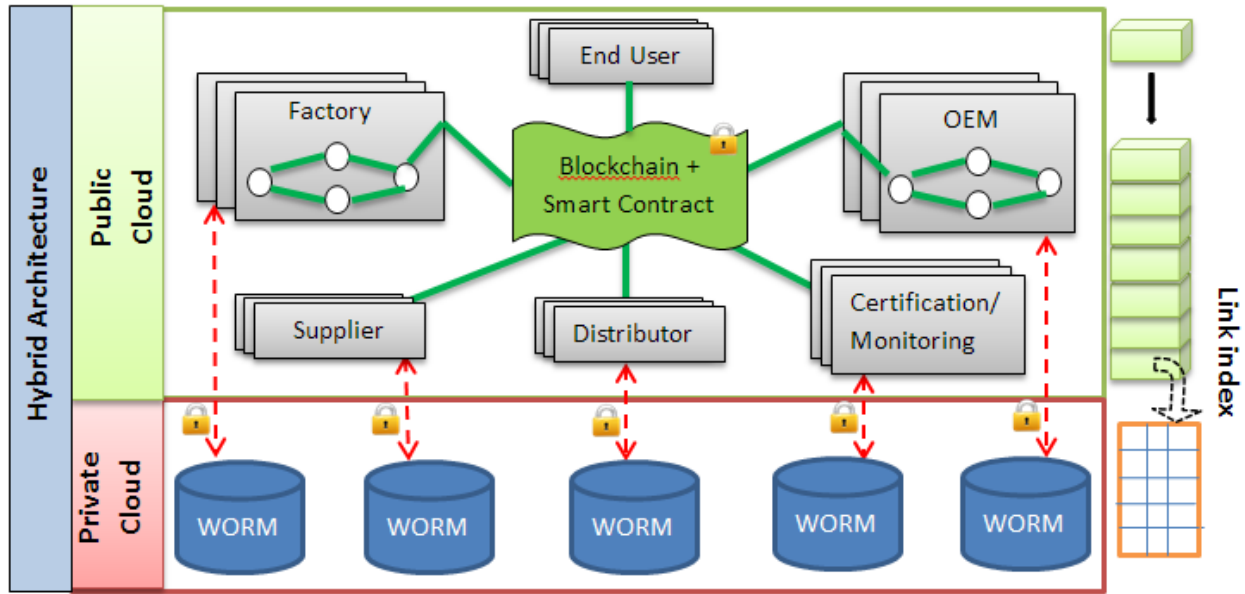 Hybrid Architecture
Public
Cloud
Private
Cloud
End User
Factory
OEM
Blockchain +
Smart Contract
Supplier
Distributor
Certification/
Monitoring
WORM
WORM
WORM
WORM
WORM
Link index